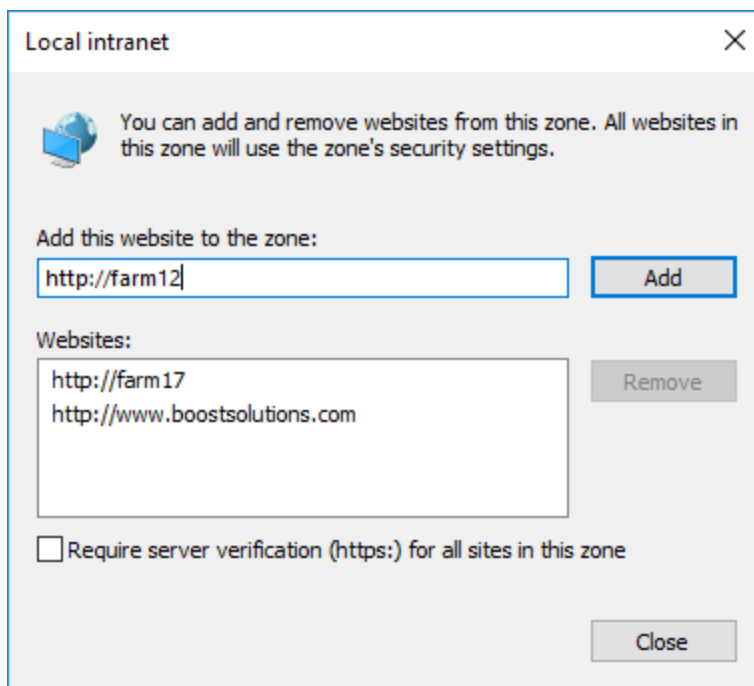 Local intranet
You can add and remove websites from this zone. All websites in
this zone will use the zone's security settings.
Add this website to the zone:
http://farm12
Add
Websites:
http://farm17
Remove
http://www.boostsolutions.com
Require server verification (https:) for all sites in this zone
Close